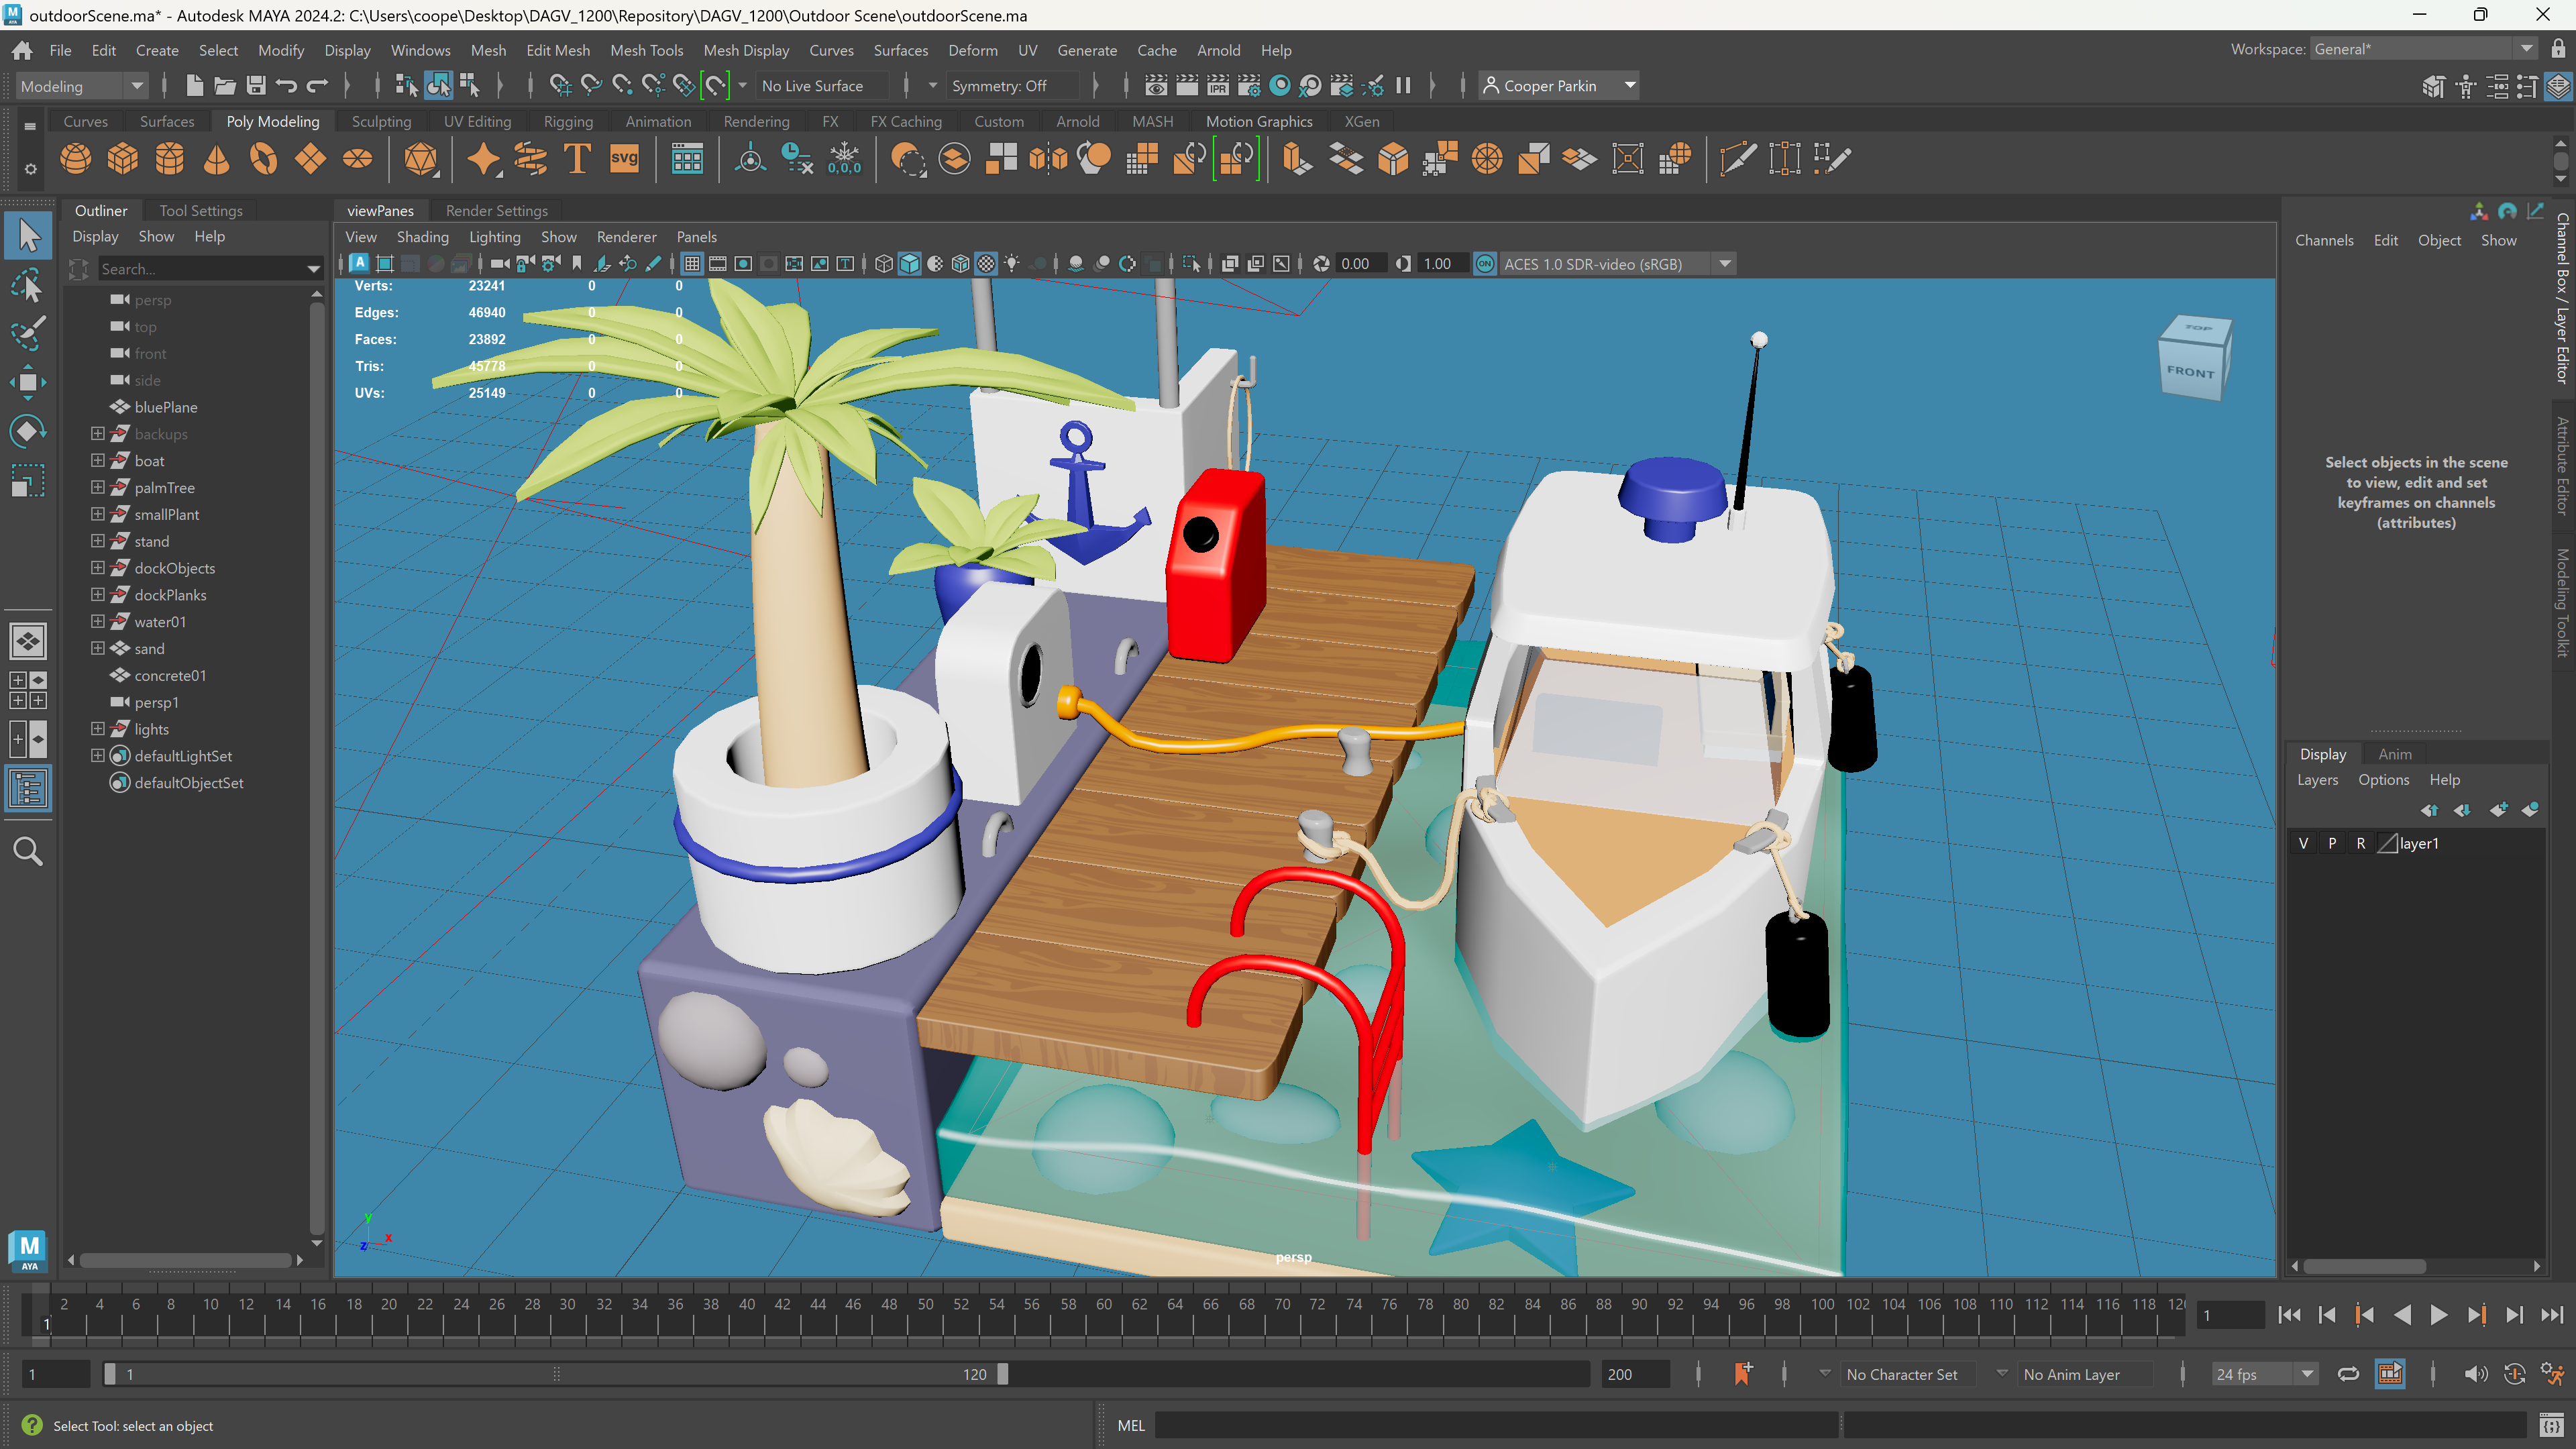 outdoorScene.ma* - Autodesk MAYA 2024.2: C:\Users\coope\Desktop\DAGV_1200\Repository\DAGV_1200\Outdoor Scene\outdoorScene.ma
File Edit Create Select Modify Display Windows Mesh Edit Mesh Mesh Tools Mesh Display Curves Surfaces Deform UV Generate Cache Arnold Help
Workspace: General*
Modeling
No Live Surface
Symmetry: Off
IPR
Cooper Parkin
Curves Surfaces Poly Modeling Sculpting UV Editing Rigging Animation Rendering FX FX Caching Custom Arnold MASH Motion Graphics XGen
T svg
0,0,0
Outliner Tool Settings
Display Show Help
Search...
persp
top
front
side
bluePlane
backups
boat
palmTree
smallPlant
stand
dockObjects
dockPlanks
water01
sand
concrete01
persp1
lights
defaultLightSet
defaultObjectSet
M
AYA
viewPanes Render Settings
View Shading Lighting Show Renderer Panels
0.00 1.00 ON ACES 1.0 SDR-video (sRGB)
Verts: 23241 0 0
Edges: 46940 0 0
Faces: 23892 0 0
Tris: 45778 0 0
UVs: 25149 0 0
TOP
FRONT
y
z x
persp
Channels Edit Object Show
Select objects in the scene
to view, edit and set
keyframes on channels
(attributes)
Channel Box / Layer Editor
Attribute Editor
Modeling Toolkit
Display Anim
Layers Options Help
V P R layer1
2 4 6 8 10 12 14 16 18 20 22 24 26 28 30 32 34 36 38 40 42 44 46 48 50 52 54 56 58 60 62 64 66 68 70 72 74 76 78 80 82 84 86 88 90 92 94 96 98 100 102 104 106 108 110 112 114 116 118
1
1
1 1 120 200
No Character Set
No Anim Layer
24 fps
Select Tool: select an object
MEL